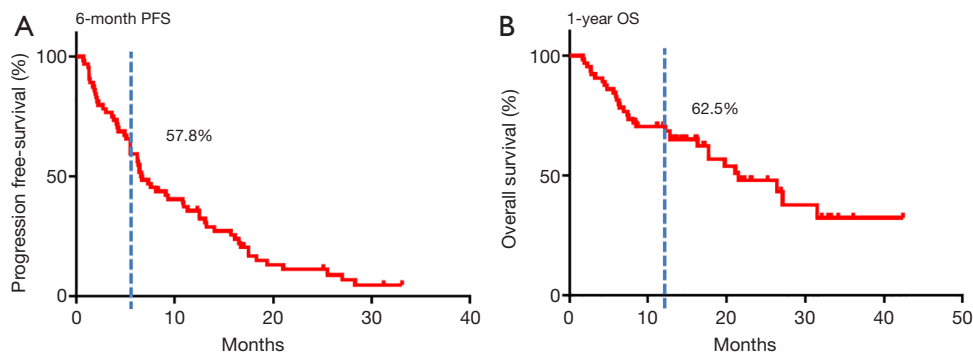 A
6-month PFS
Progression free-survival (%)
100
50
0
57.8%
0 10 20 30 40
Months
B
1-year OS
Overall survival (%)
100
50
0
62.5%
0 10 20 30 40 50
Months